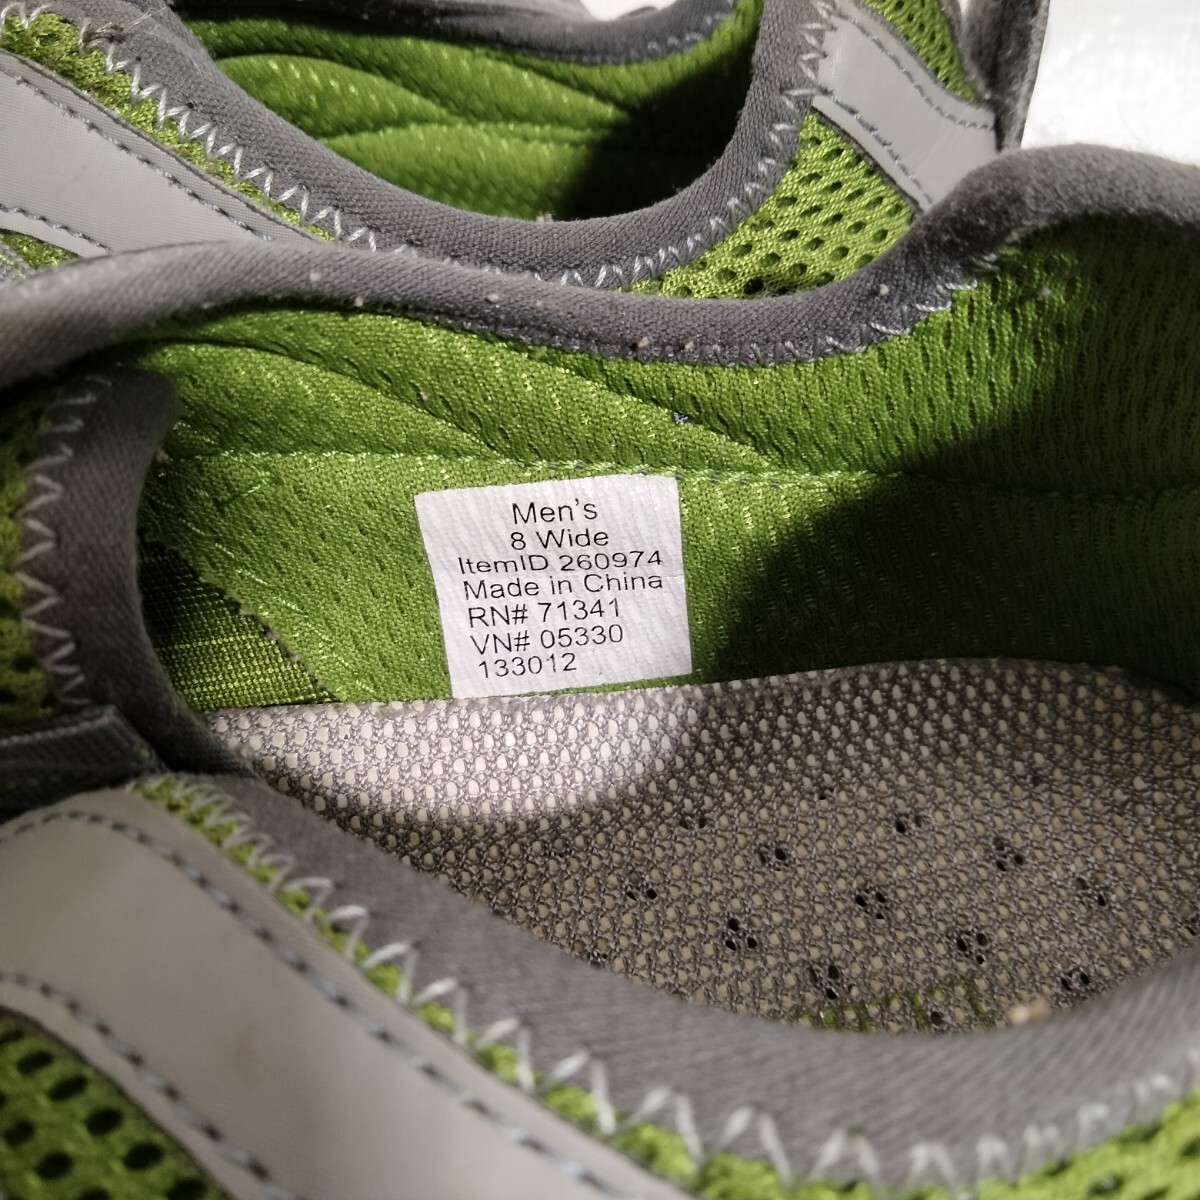 Men's
8 Wide
ItemID 260974
Made in China
RN# 71341
VN# 05330
133012